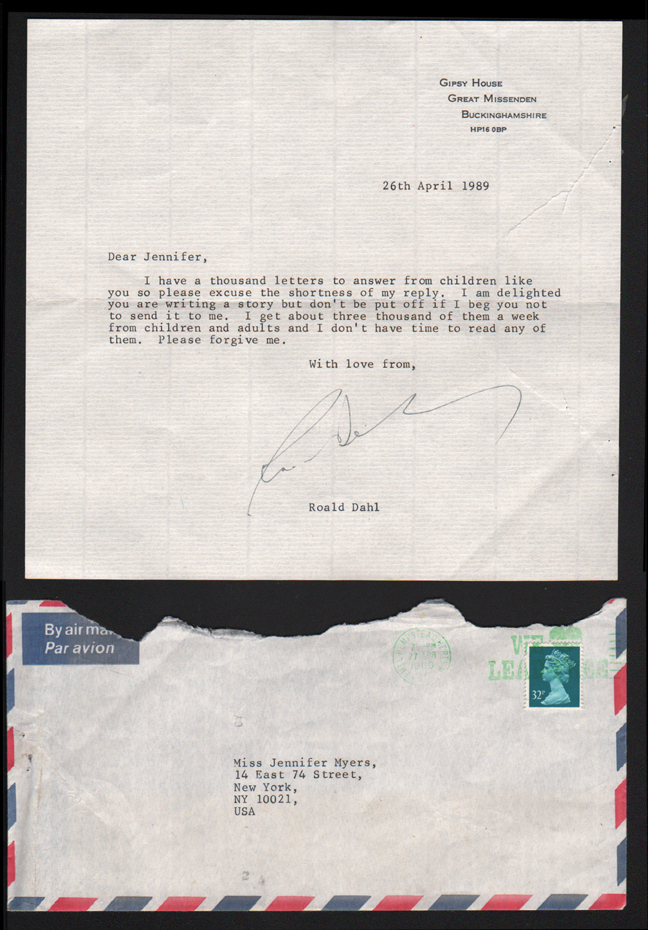 GIPSY HOUSE
GREAT MISSENDEN
BUCKINGHAMSHIRE
HP16 0BP
26th April 1989
Dear Jennifer,
I have a thousand letters to answer from children like
you so please excuse the shortness of my reply. I am delighted
you are writing a story but don't be put off if I beg you not
to send it to me. I get about three thousand of them a week
from children and adults and I don't have time to read any of
them. Please forgive me.
With love from,
Roald Dahl
By air
Par avion
WE
32P
Miss Jennifer Myers,
14 East 74 Street,
New York,
NY 10021,
USA